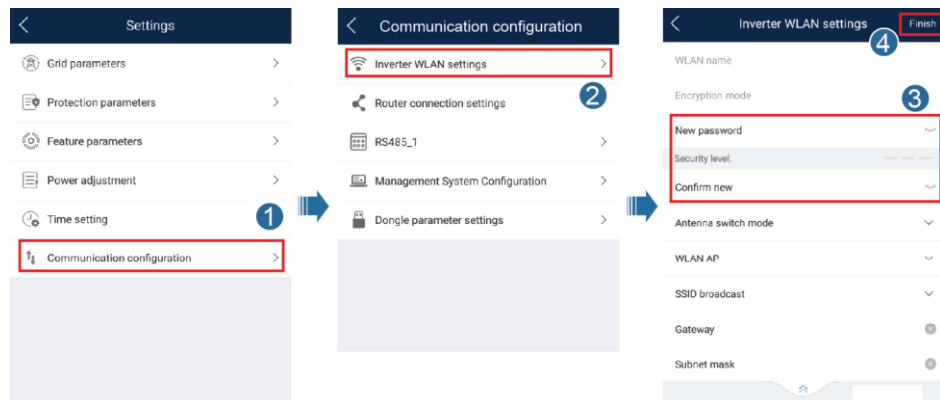 Settings
Grid parameters
Protection parameters
Feature parameters
Power adjustment
Time setting
1
Communication configuration
Communication configuration
Inverter WLAN settings
2
Router connection settings
RS485_1
Management System Configuration
Dongle parameter settings
Inverter WLAN settings
Finish
4
WLAN name
Encryption mode
3
New password
Security level:
Confirm new
Antenna switch mode
WLAN AP
SSID broadcast
Gateway
Subnet mask